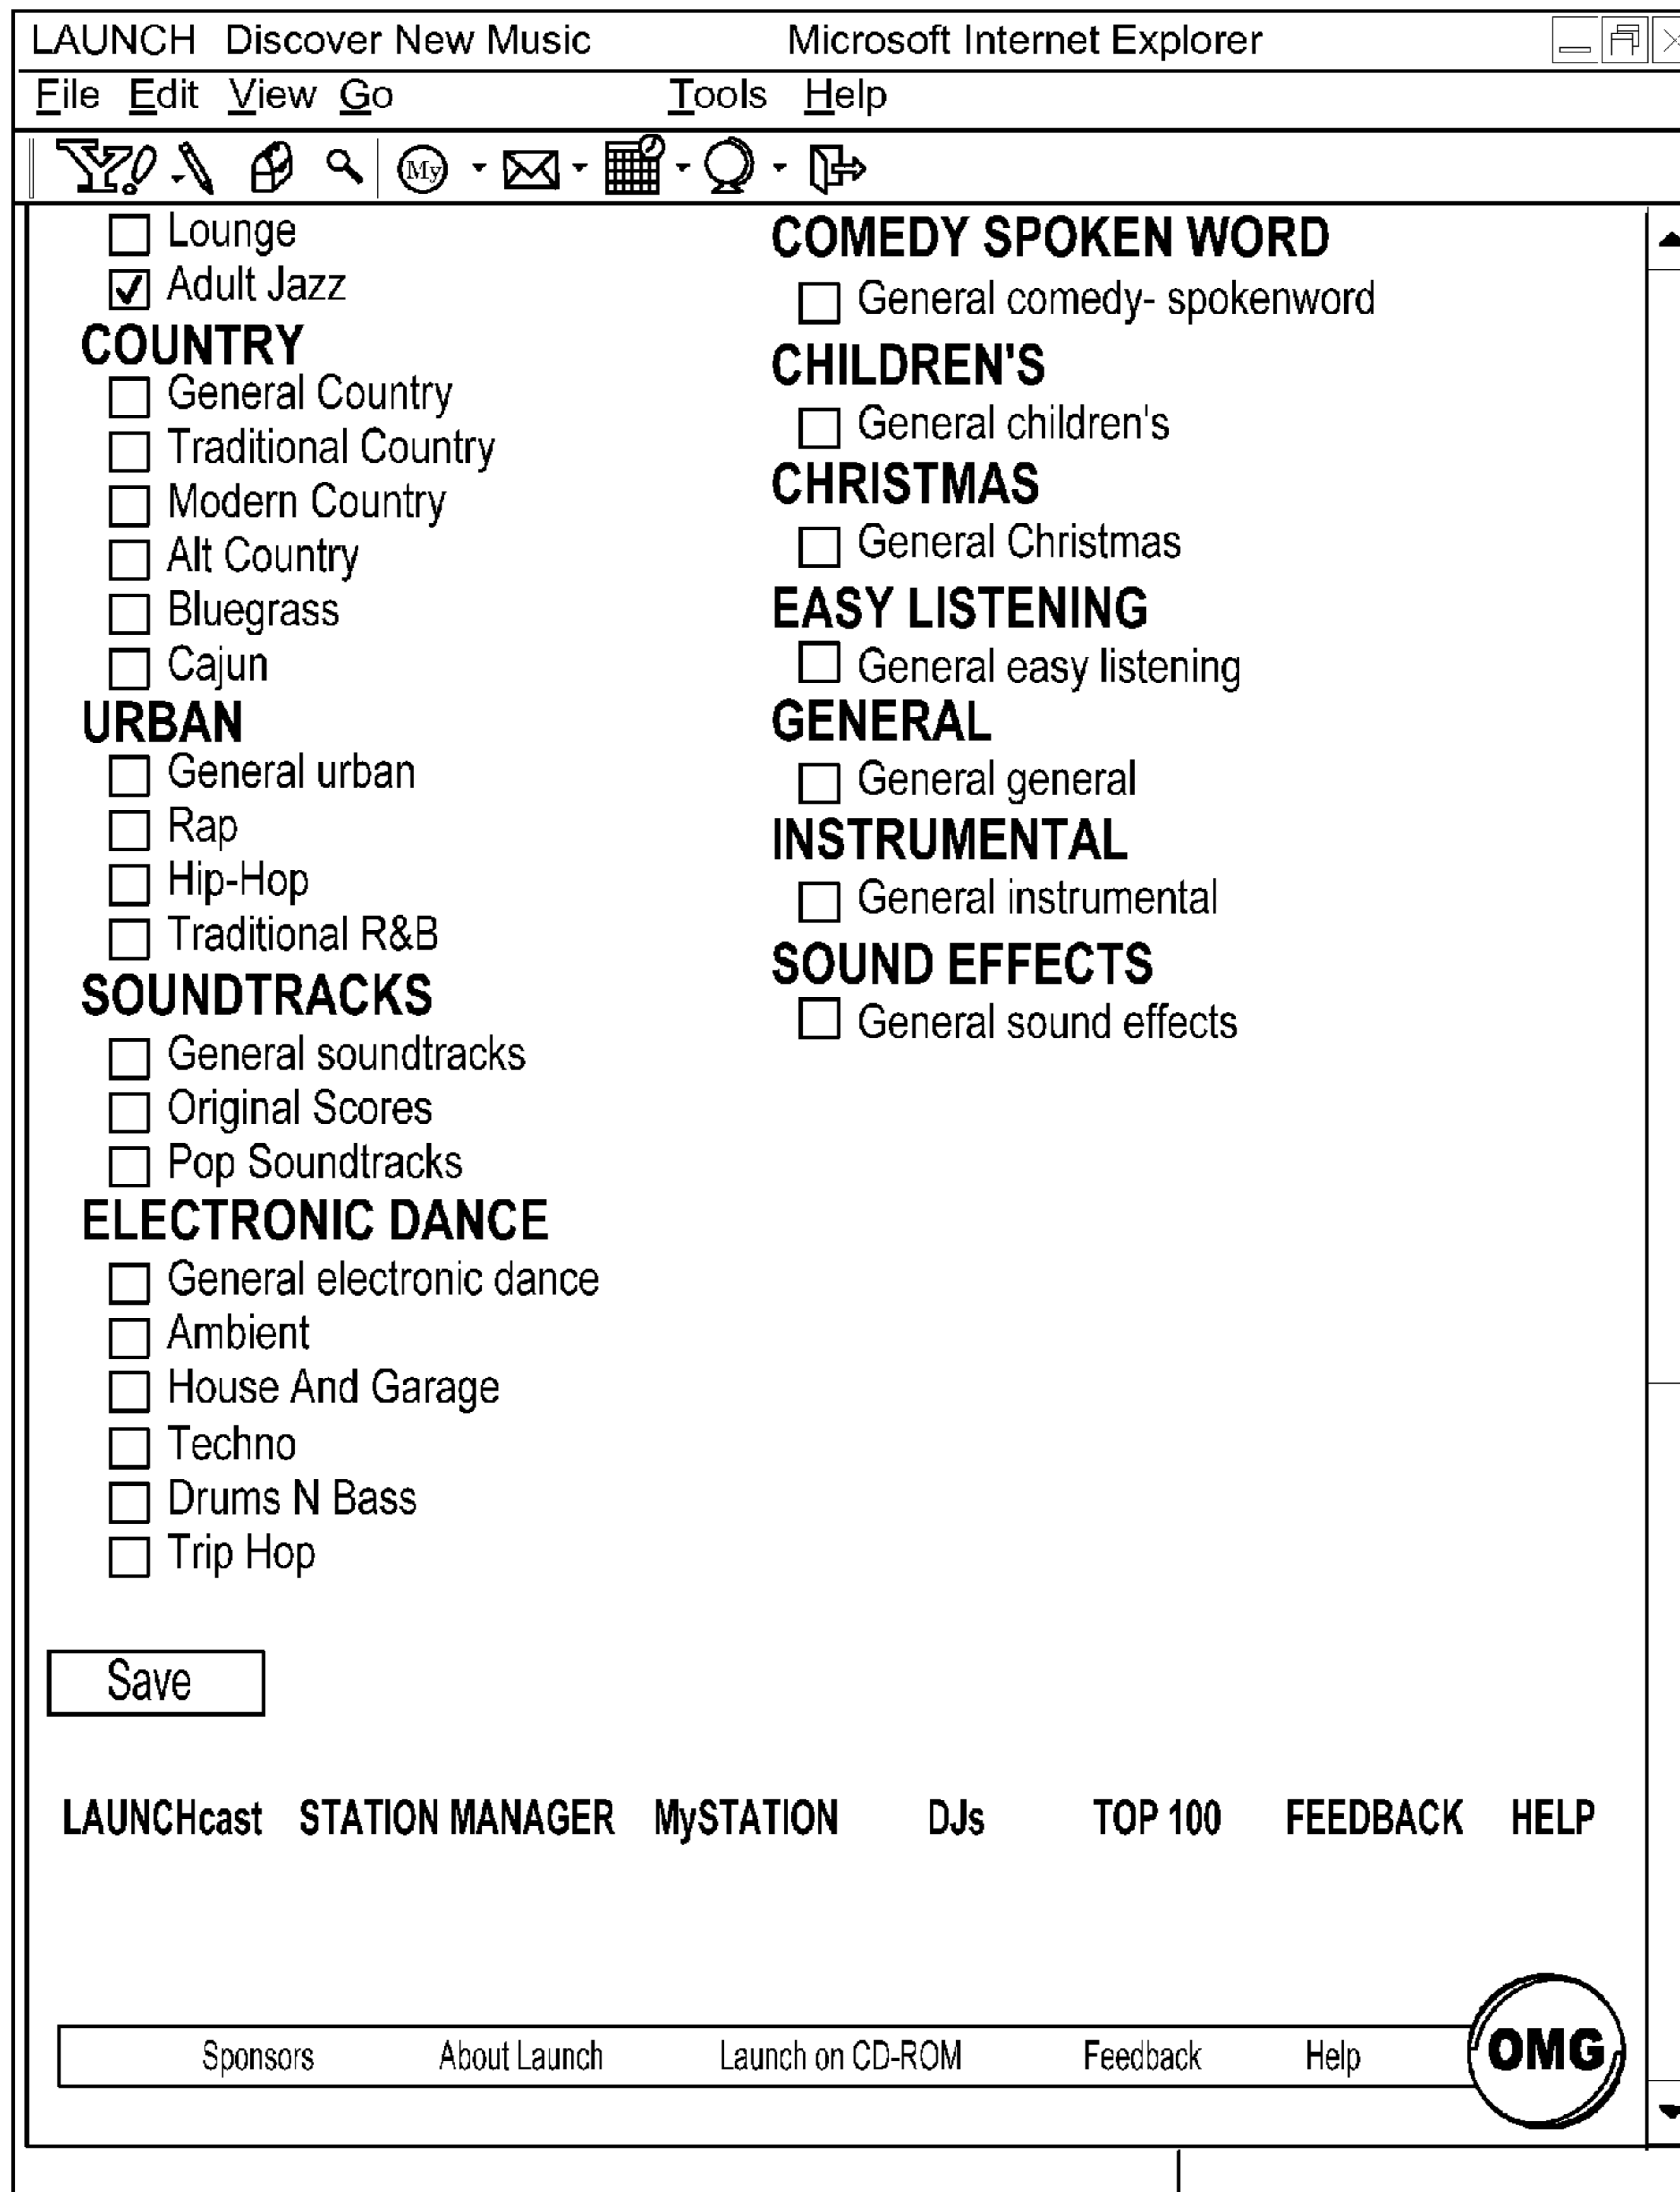 LAUNCH Discover New Music Microsoft Internet Explorer
File Edit View Go Tools Help
Y! My
Lounge
Adult Jazz
COUNTRY
General Country
Traditional Country
Modern Country
Alt Country
Bluegrass
Cajun
URBAN
General urban
Rap
Hip-Hop
Traditional R&B
SOUNDTRACKS
General soundtracks
Original Scores
Pop Soundtracks
ELECTRONIC DANCE
General electronic dance
Ambient
House And Garage
Techno
Drums N Bass
Trip Hop
COMEDY SPOKEN WORD
General comedy- spokenword
CHILDREN'S
General children's
CHRISTMAS
General Christmas
EASY LISTENING
General easy listening
GENERAL
General general
INSTRUMENTAL
General instrumental
SOUND EFFECTS
General sound effects
Save
LAUNCHcast STATION MANAGER MySTATION DJs TOP 100 FEEDBACK HELP
Sponsors About Launch Launch on CD-ROM Feedback Help OMG